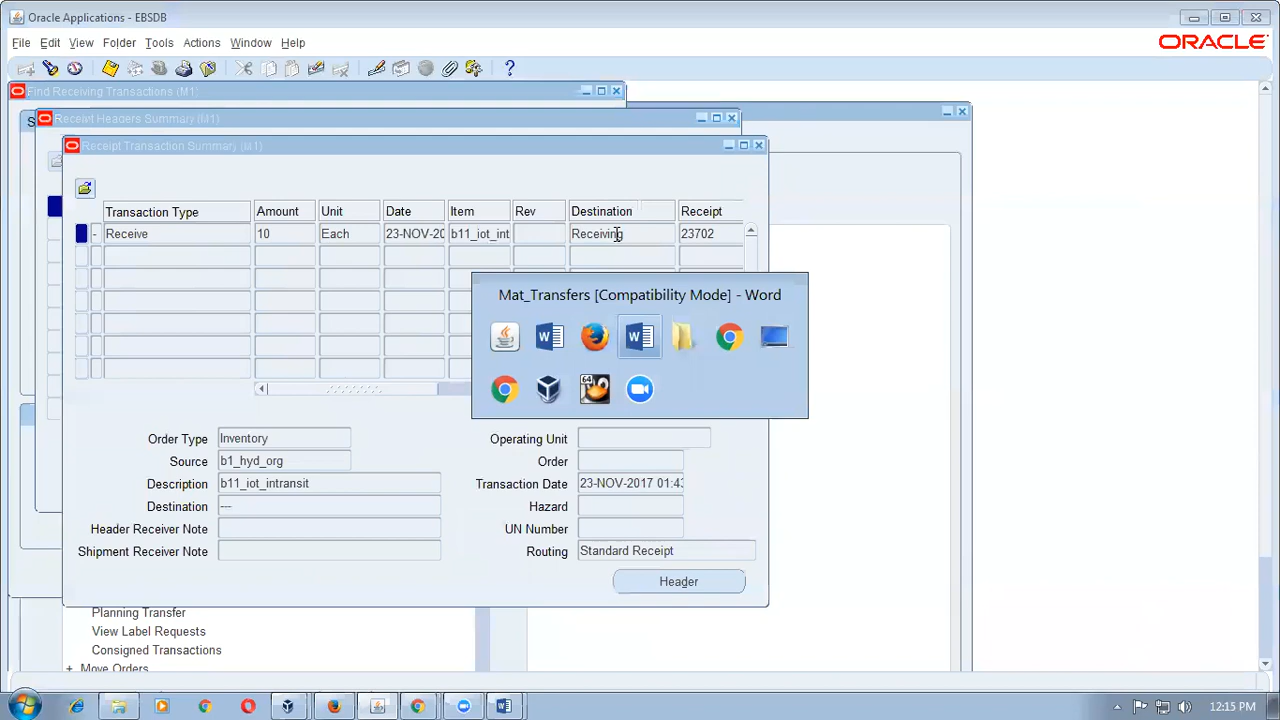 Oracle Applications - EBSDB
File Edit View Folder Tools Actions Window Help
ORACLE
Find Receiving Transactions (M1)
Receipt Headers Summary (M1)
Receipt Transaction Summary (M1)
Transaction Type Amount Unit Date Item Rev Destination Receipt
- Receive 10 Each 23-NOV-20 b11_iot_int Receiving 23702
Mat_Transfers [Compatibility Mode] - Word
64
Order Type Inventory Operating Unit
Source b1_hyd_org Order
Description b11_iot_intransit Transaction Date 23-NOV-2017 01:43
Destination --- Hazard
Header Receiver Note UN Number
Shipment Receiver Note Routing Standard Receipt
Header
Planning Transfer
View Label Requests
Consigned Transactions
+ Move Orders
12:15 PM